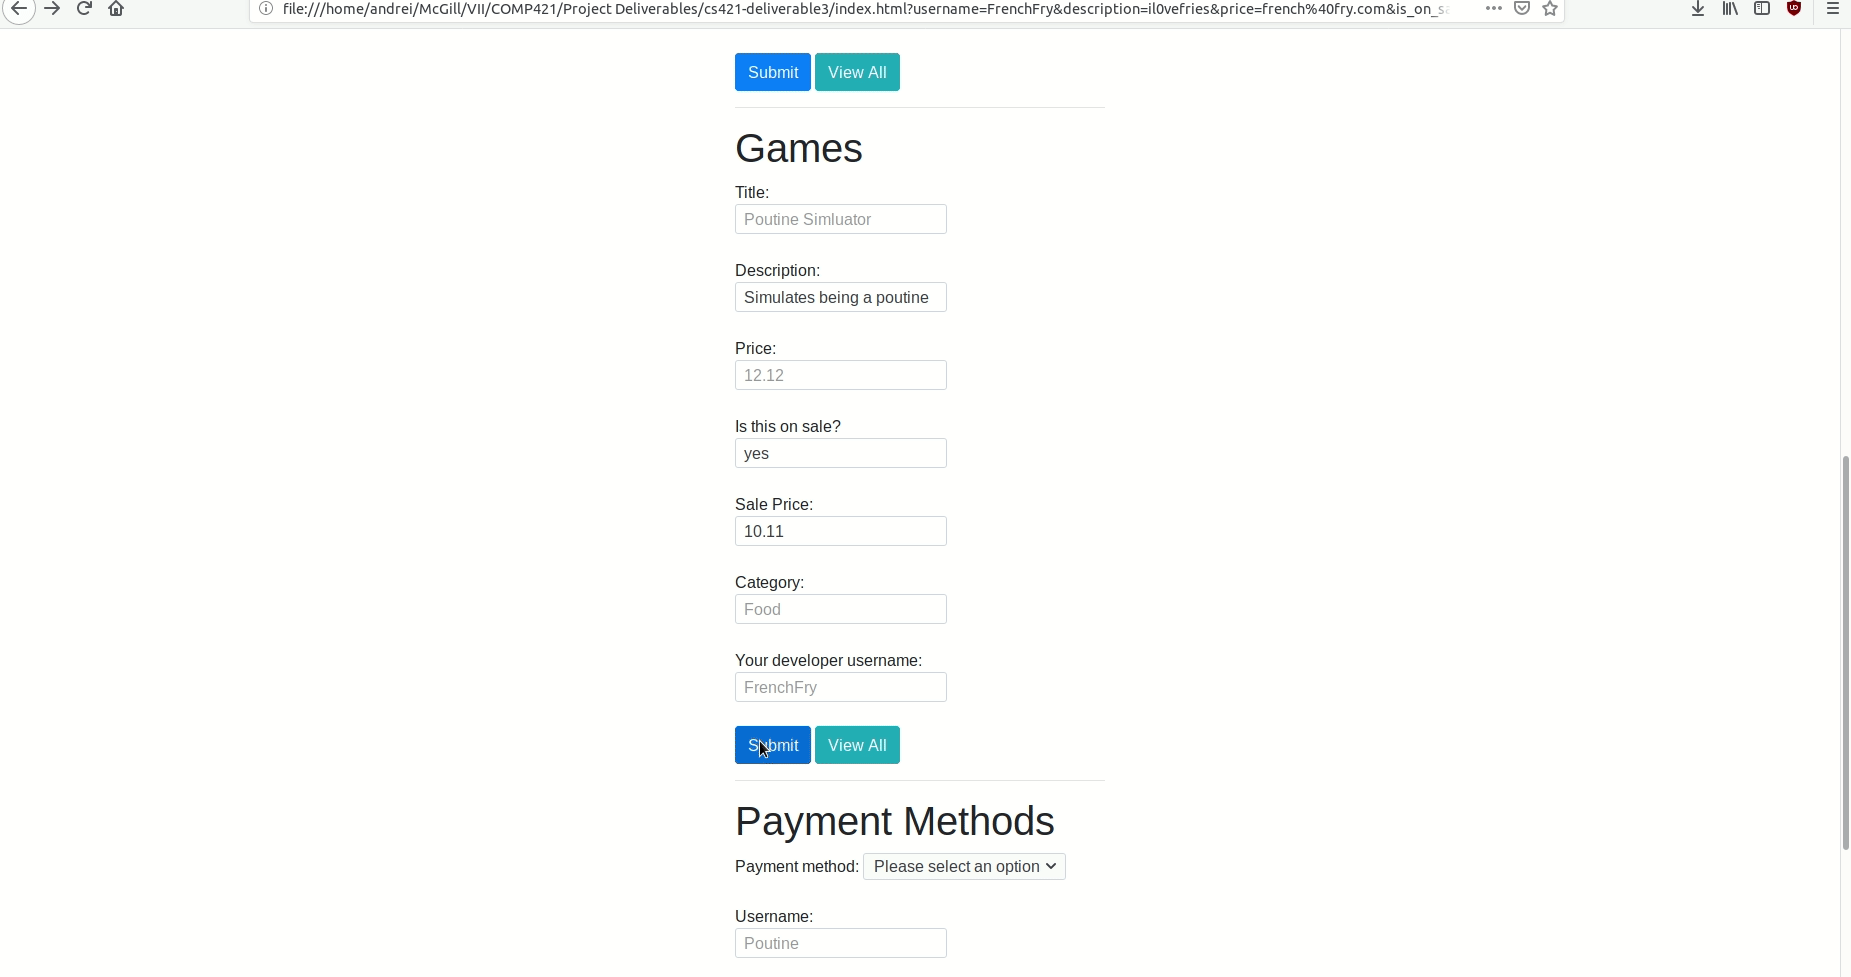 file:///home/andrei/McGill/VII/COMP421/Project Deliverables/cs421-deliverable3/index.html?username=FrenchFry&description=il0vefries&price=french%40fry.com&is_on_sa
Submit View All
Games
Title:
Poutine Simluator
Description:
Simulates being a poutine
Price:
12.12
Is this on sale?
yes
Sale Price:
10.11
Category:
Food
Your developer username:
FrenchFry
Submit View All
Payment Methods
Payment method: Please select an option
Username:
Poutine